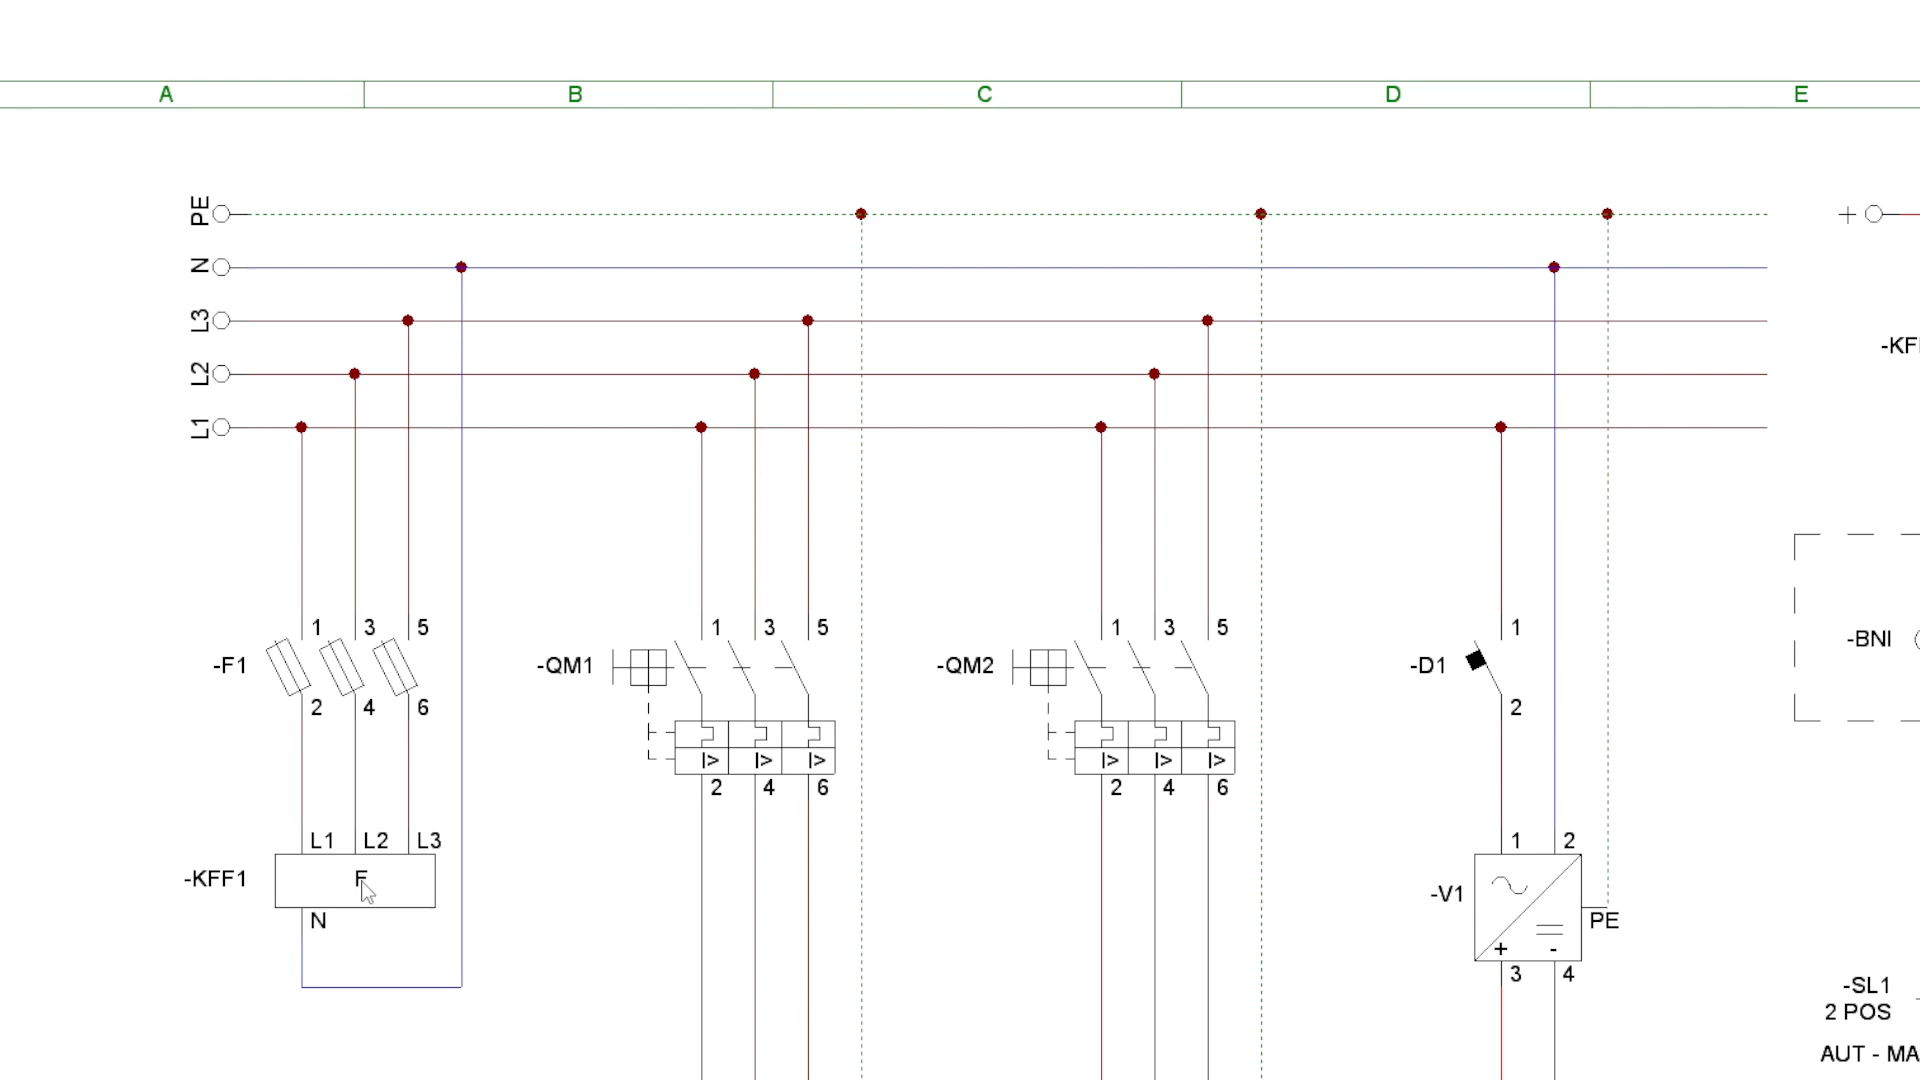 A B C D E
PE
+
N
L3
-KF
L2
L1
1 3 5 1 3 5 1 3 5 1
-F1 -QM1 -QM2 -D1 -BNI
2 4 6 2
I> I> I> I> I> I>
2 4 6 2 4 6
L1 L2 L3 1 2
-KFF1 F -V1
N PE
+ -
3 4
-SL1
2 POS
AUT - MA